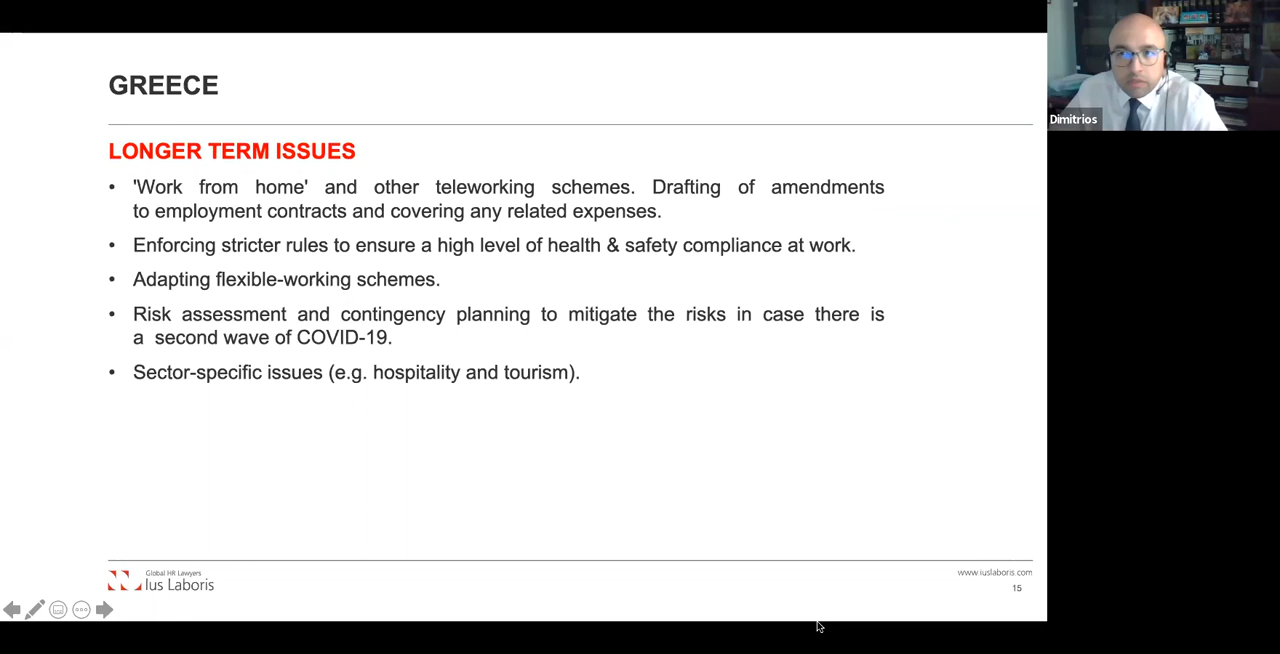 GREECE
LONGER TERM ISSUES
• 'Work from home' and other teleworking schemes. Drafting of amendments
to employment contracts and covering any related expenses.
• Enforcing stricter rules to ensure a high level of health & safety compliance at work.
• Adapting flexible-working schemes.
• Risk assessment and contingency planning to mitigate the risks in case there is
a second wave of COVID-19.
• Sector-specific issues (e.g. hospitality and tourism).
Global HR Lawyers
Ius Laboris
www.iuslaboris.com
15
Dimitrios